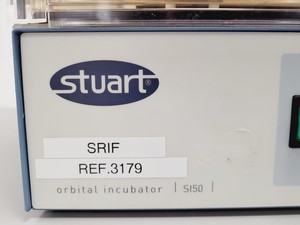 stuart®
SRIF
REF.3179
orbital incubator | SI50 |